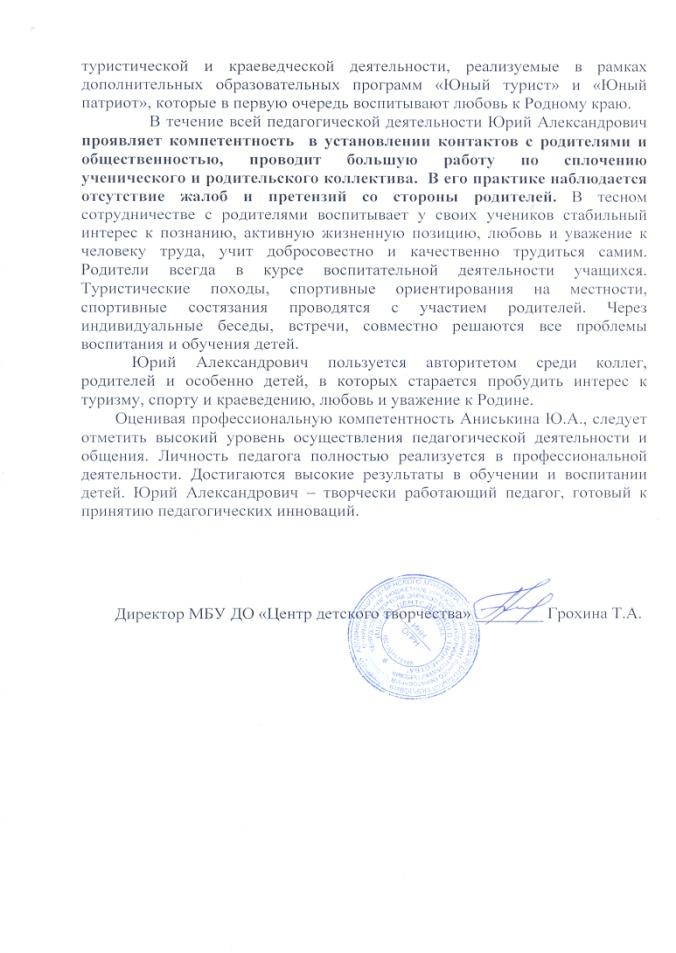 туристической и краеведческой деятельности, реализуемые в рамках
дополнительных образовательных программ «Юный турист» и «Юный
патриот», которые в первую очередь воспитывают любовь к Родному краю.
В течение всей педагогической деятельности Юрий Александрович
проявляет компетентность в установлении контактов с родителями и
общественностью, проводит большую работу по сплочению
ученического и родительского коллектива. В его практике наблюдается
отсутствие жалоб и претензий со стороны родителей. В тесном
сотрудничестве с родителями воспитывает у своих учеников стабильный
интерес к познанию, активную жизненную позицию, любовь и уважение к
человеку труда, учит добросовестно и качественно трудиться самим.
Родители всегда в курсе воспитательной деятельности учащихся.
Туристические походы, спортивные ориентирования на местности,
спортивные состязания проводятся с участием родителей. Через
индивидуальные беседы, встречи, совместно решаются все проблемы
воспитания и обучения детей.
Юрий Александрович пользуется авторитетом среди коллег,
родителей и особенно детей, в которых старается пробудить интерес к
туризму, спорту и краеведению, любовь и уважение к Родине.
Оценивая профессиональную компетентность Аниськина Ю.А., следует
отметить высокий уровень осуществления педагогической деятельности и
общения. Личность педагога полностью реализуется в профессиональной
деятельности. Достигаются высокие результаты в обучении и воспитании
детей. Юрий Александрович – творчески работающий педагог, готовый к
принятию педагогических инноваций.
Директор МБУ ДО «Центр детского творчества» Грохина Т.А.
ИНН
ОГРН